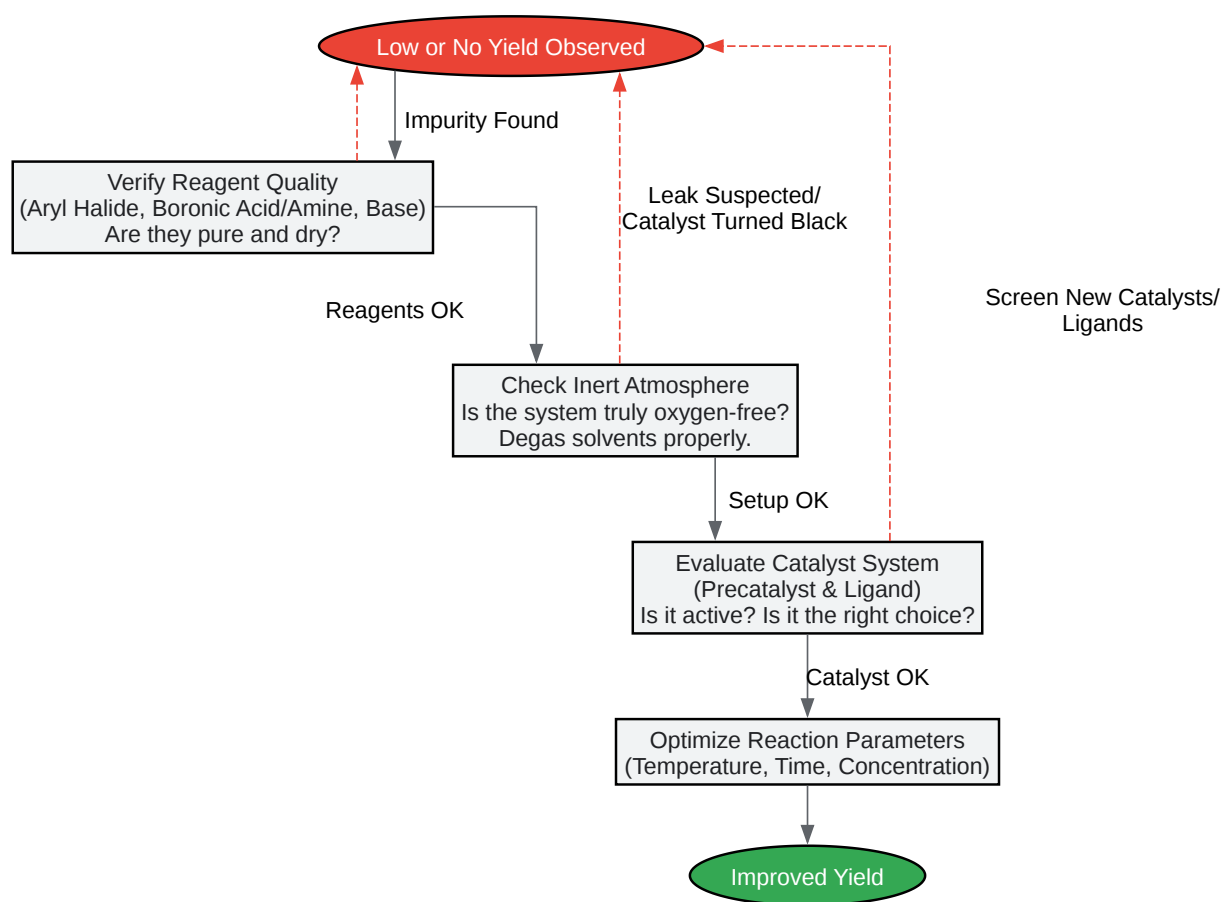 Low or No Yield Observed
Impurity Found
Verify Reagent Quality
(Aryl Halide, Boronic Acid/Amine, Base)
Are they pure and dry?
Leak Suspected/
Catalyst Turned Black
Reagents OK
Screen New Catalysts/
Ligands
Check Inert Atmosphere
Is the system truly oxygen-free?
Degas solvents properly.
Setup OK
Evaluate Catalyst System
(Precatalyst & Ligand)
Is it active? Is it the right choice?
Catalyst OK
Optimize Reaction Parameters
(Temperature, Time, Concentration)
Improved Yield